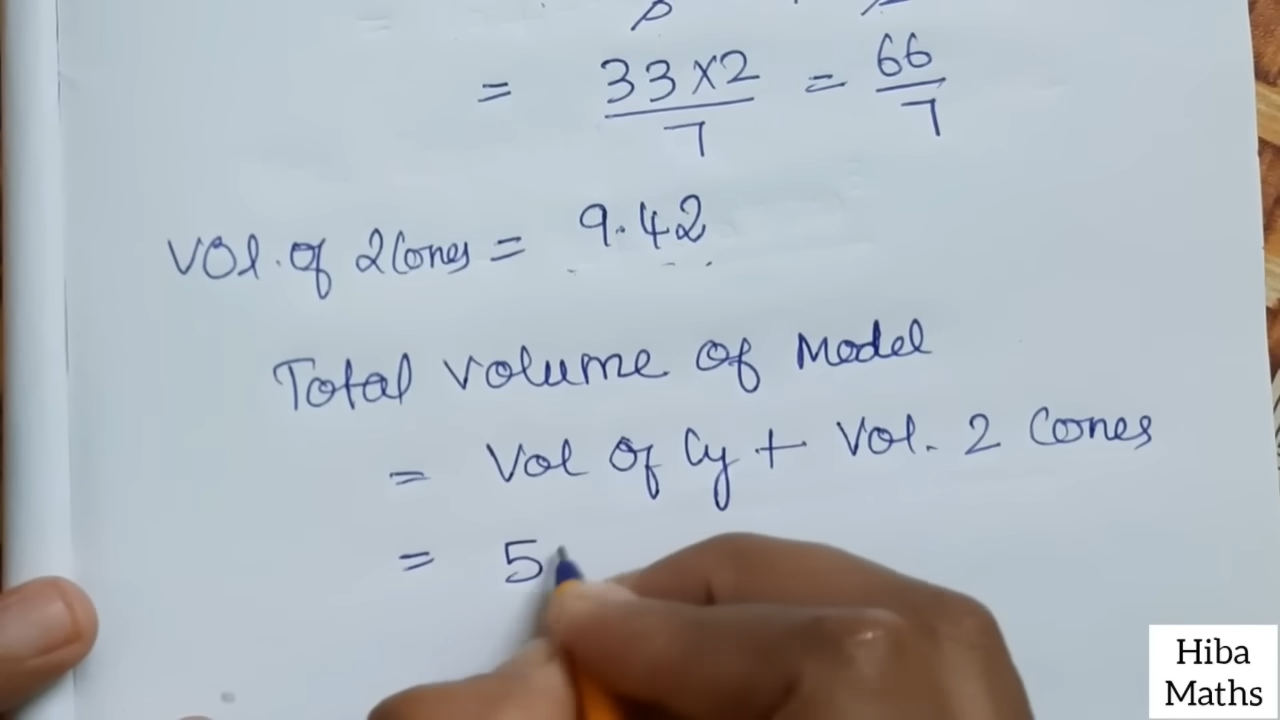 = 33×2/7 = 66/7
Vol. of 2 Cones = 9.42
Total Volume of Model
= Vol of Cy + Vol. 2 Cones
= 5
Hiba
Maths